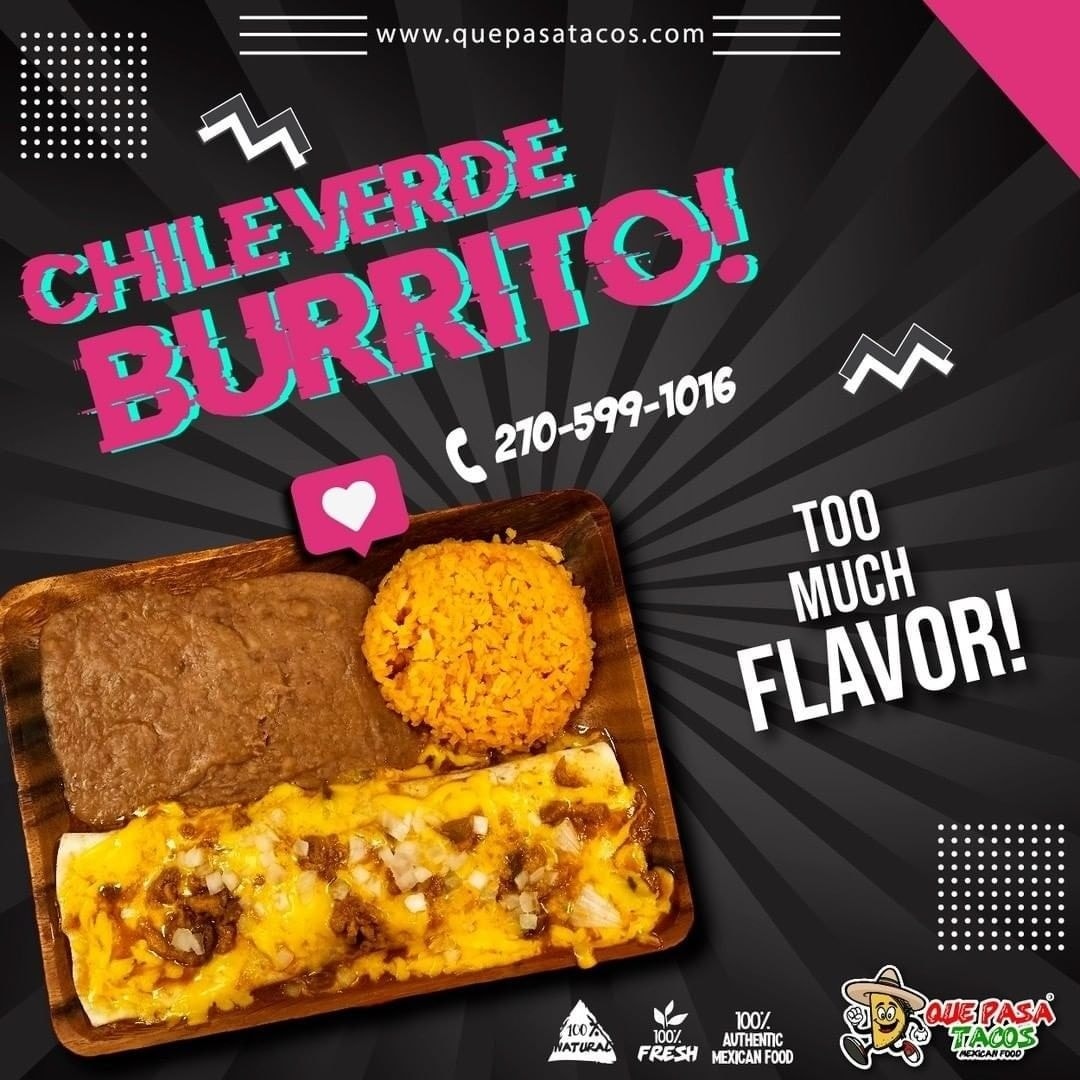 www.quepasatacos.com
CHILE VERDE
BURRITO!
270-599-1016
TOO
MUCH
FLAVOR!
100%
NATURAL
100%
FRESH
100%
AUTHENTIC
MEXICAN FOOD
QUE PASA
TACOS
MEXICAN FOOD